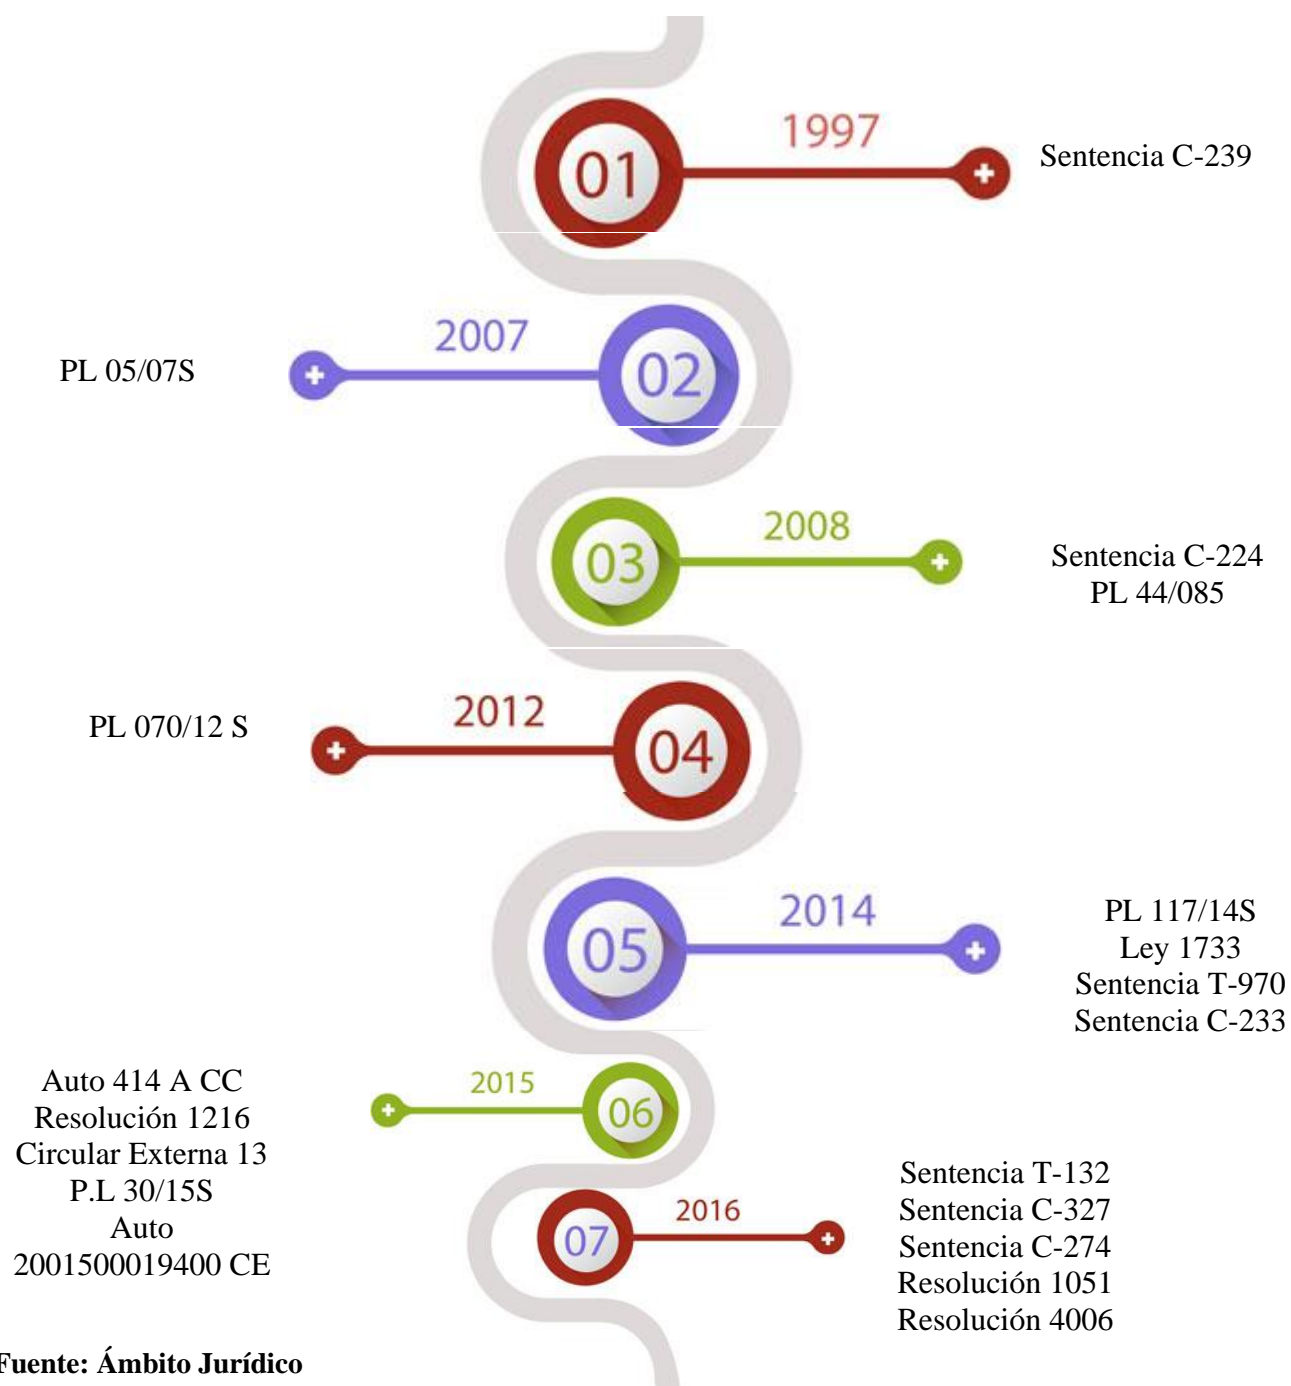 1997
01
Sentencia C-239
2007
02
PL 05/07S
2008
03
Sentencia C-224
PL 44/085
2012
04
PL 070/12 S
2014
05
PL 117/14S
Ley 1733
Sentencia T-970
Sentencia C-233
2015
06
Auto 414 A CC
Resolución 1216
Circular Externa 13
P.L 30/15S
Auto
2001500019400 CE
2016
07
Sentencia T-132
Sentencia C-327
Sentencia C-274
Resolución 1051
Resolución 4006
Fuente: Ámbito Jurídico